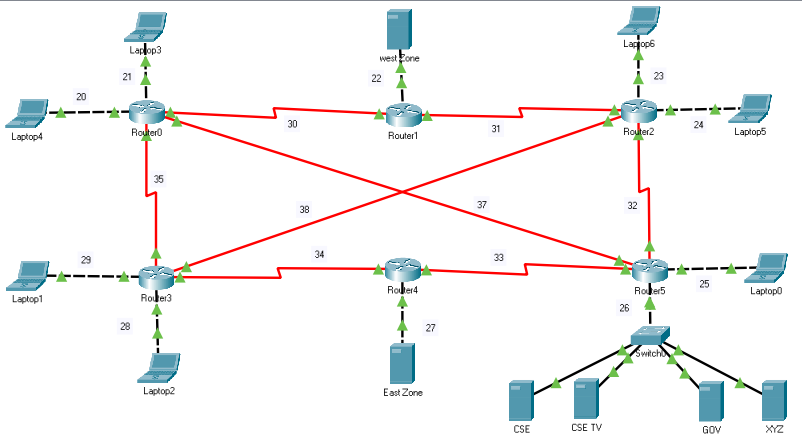 Laptop3
west Zone
Laptop6
20
21
22
23
24
Laptop4
Router0
Router1
Router2
Laptop5
30
31
35
38
37
32
29
34
33
25
Laptop1
Router3
Router4
Router5
Laptop0
28
27
26
Switch0
Laptop2
East Zone
CSE
CSE TV
GOV
XYZ